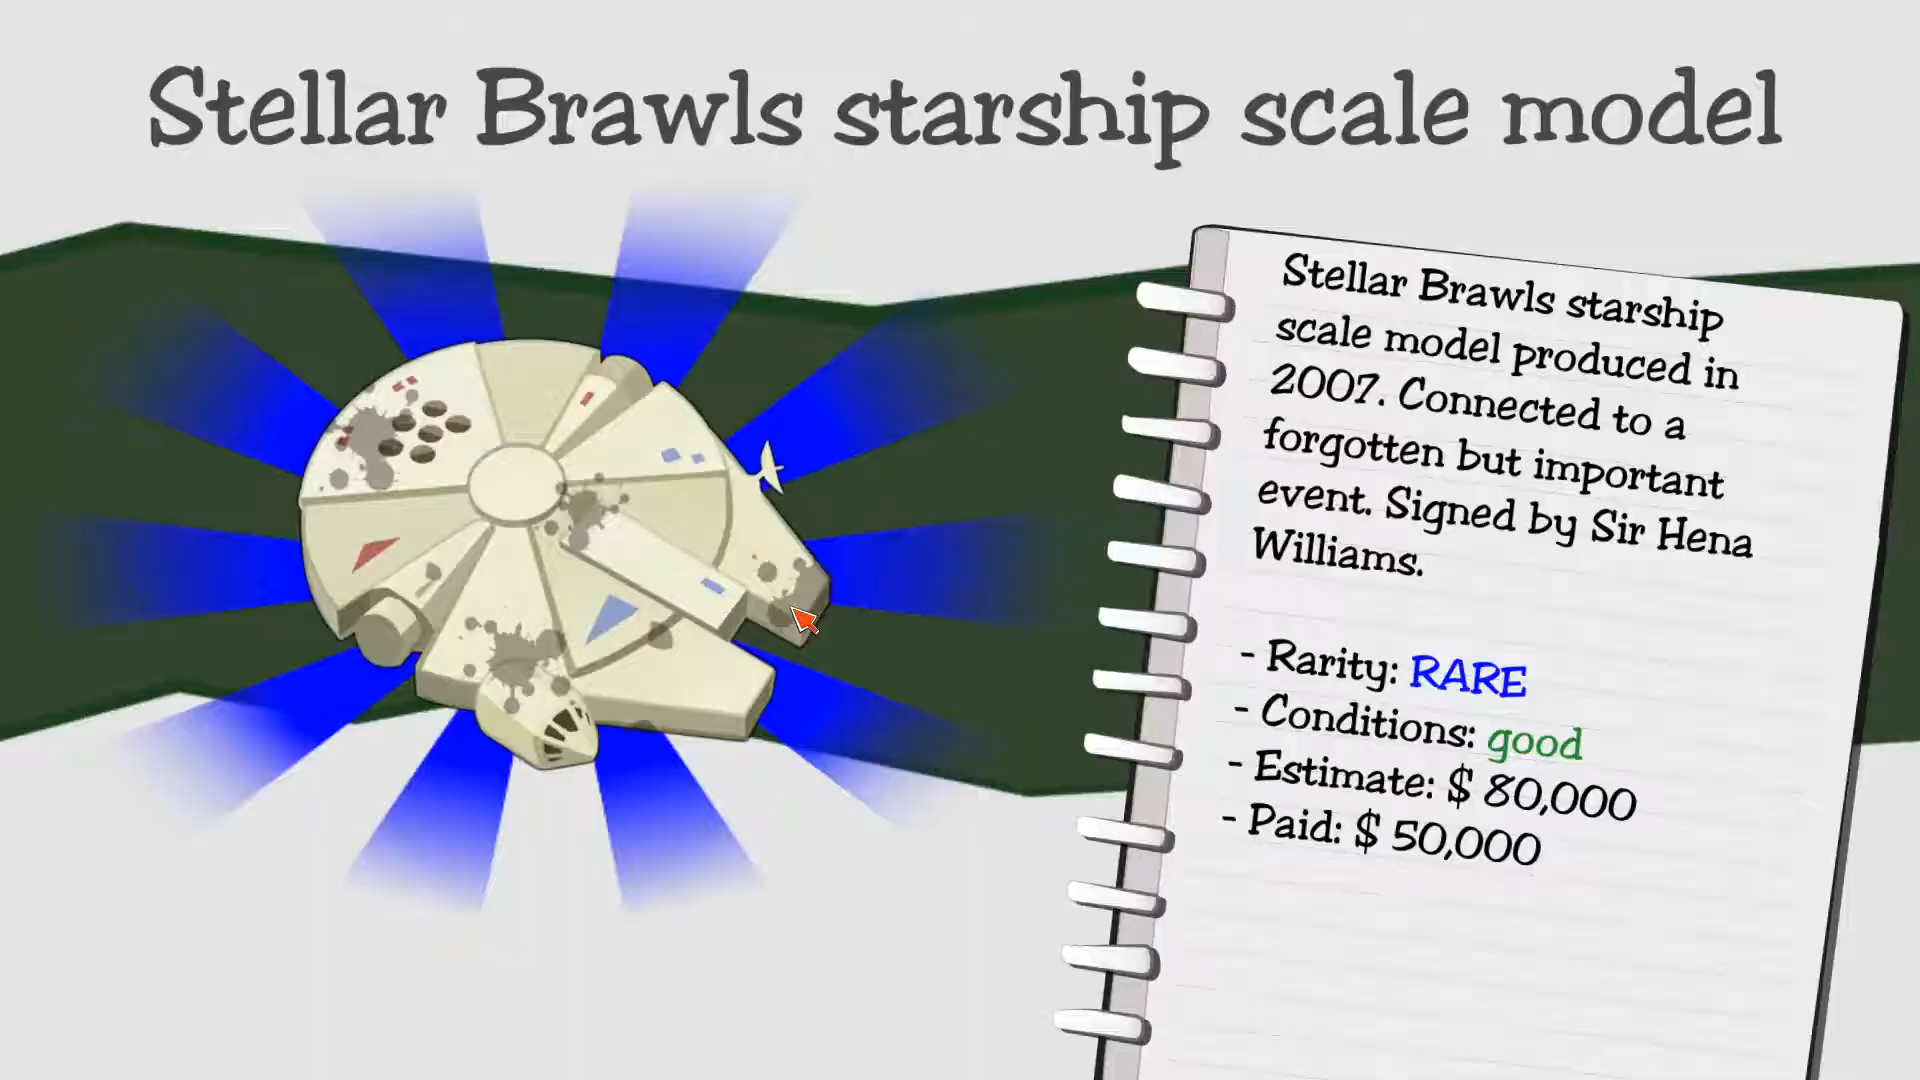 Stellar Brawls starship scale model
Stellar Brawls starship
scale model produced in
2007. Connected to a
forgotten but important
event. Signed by Sir Hena
Williams.
- Rarity: RARE
- Conditions: good
- Estimate: $ 80,000
- Paid: $ 50,000